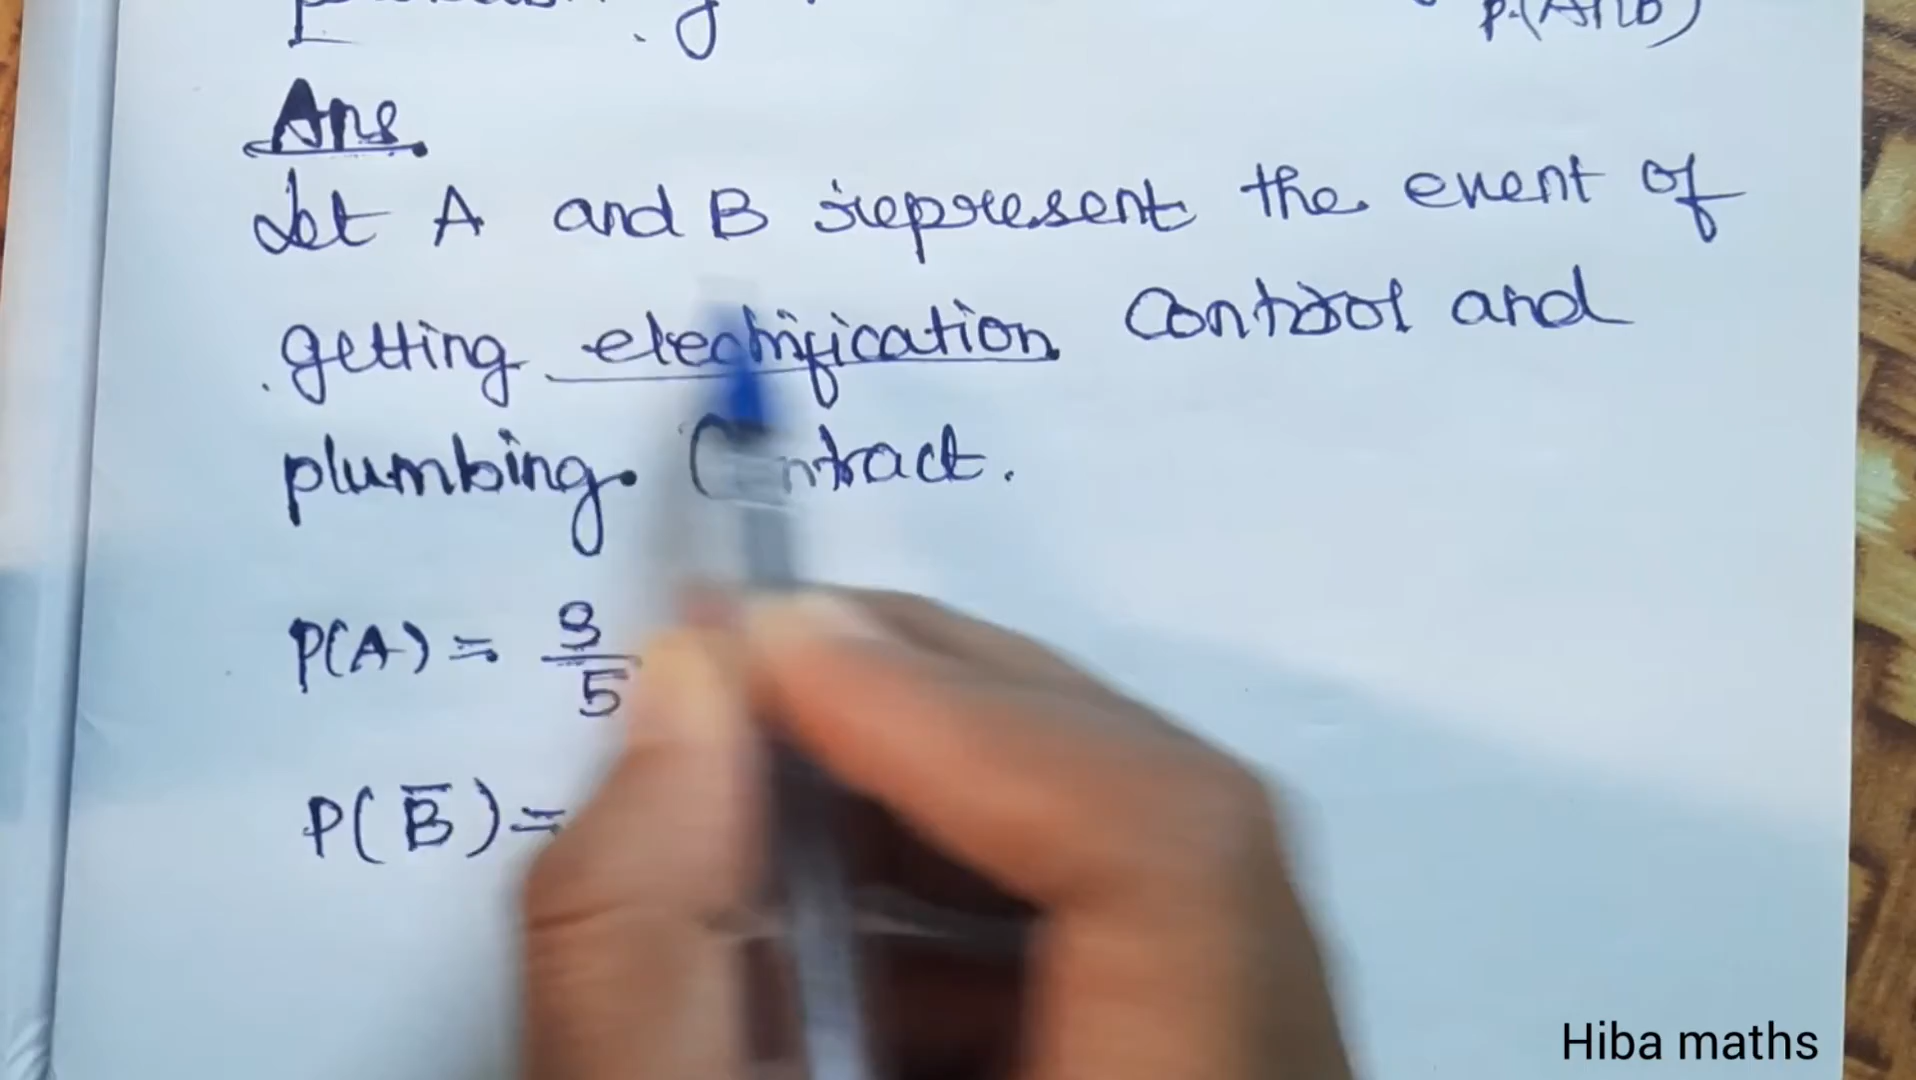 P.(A∩B)
Ans
Let A and B represent the event of
getting electrification Control and
plumbing. Contract.
P(A) = 3/5
P(B̅) =
Hiba maths